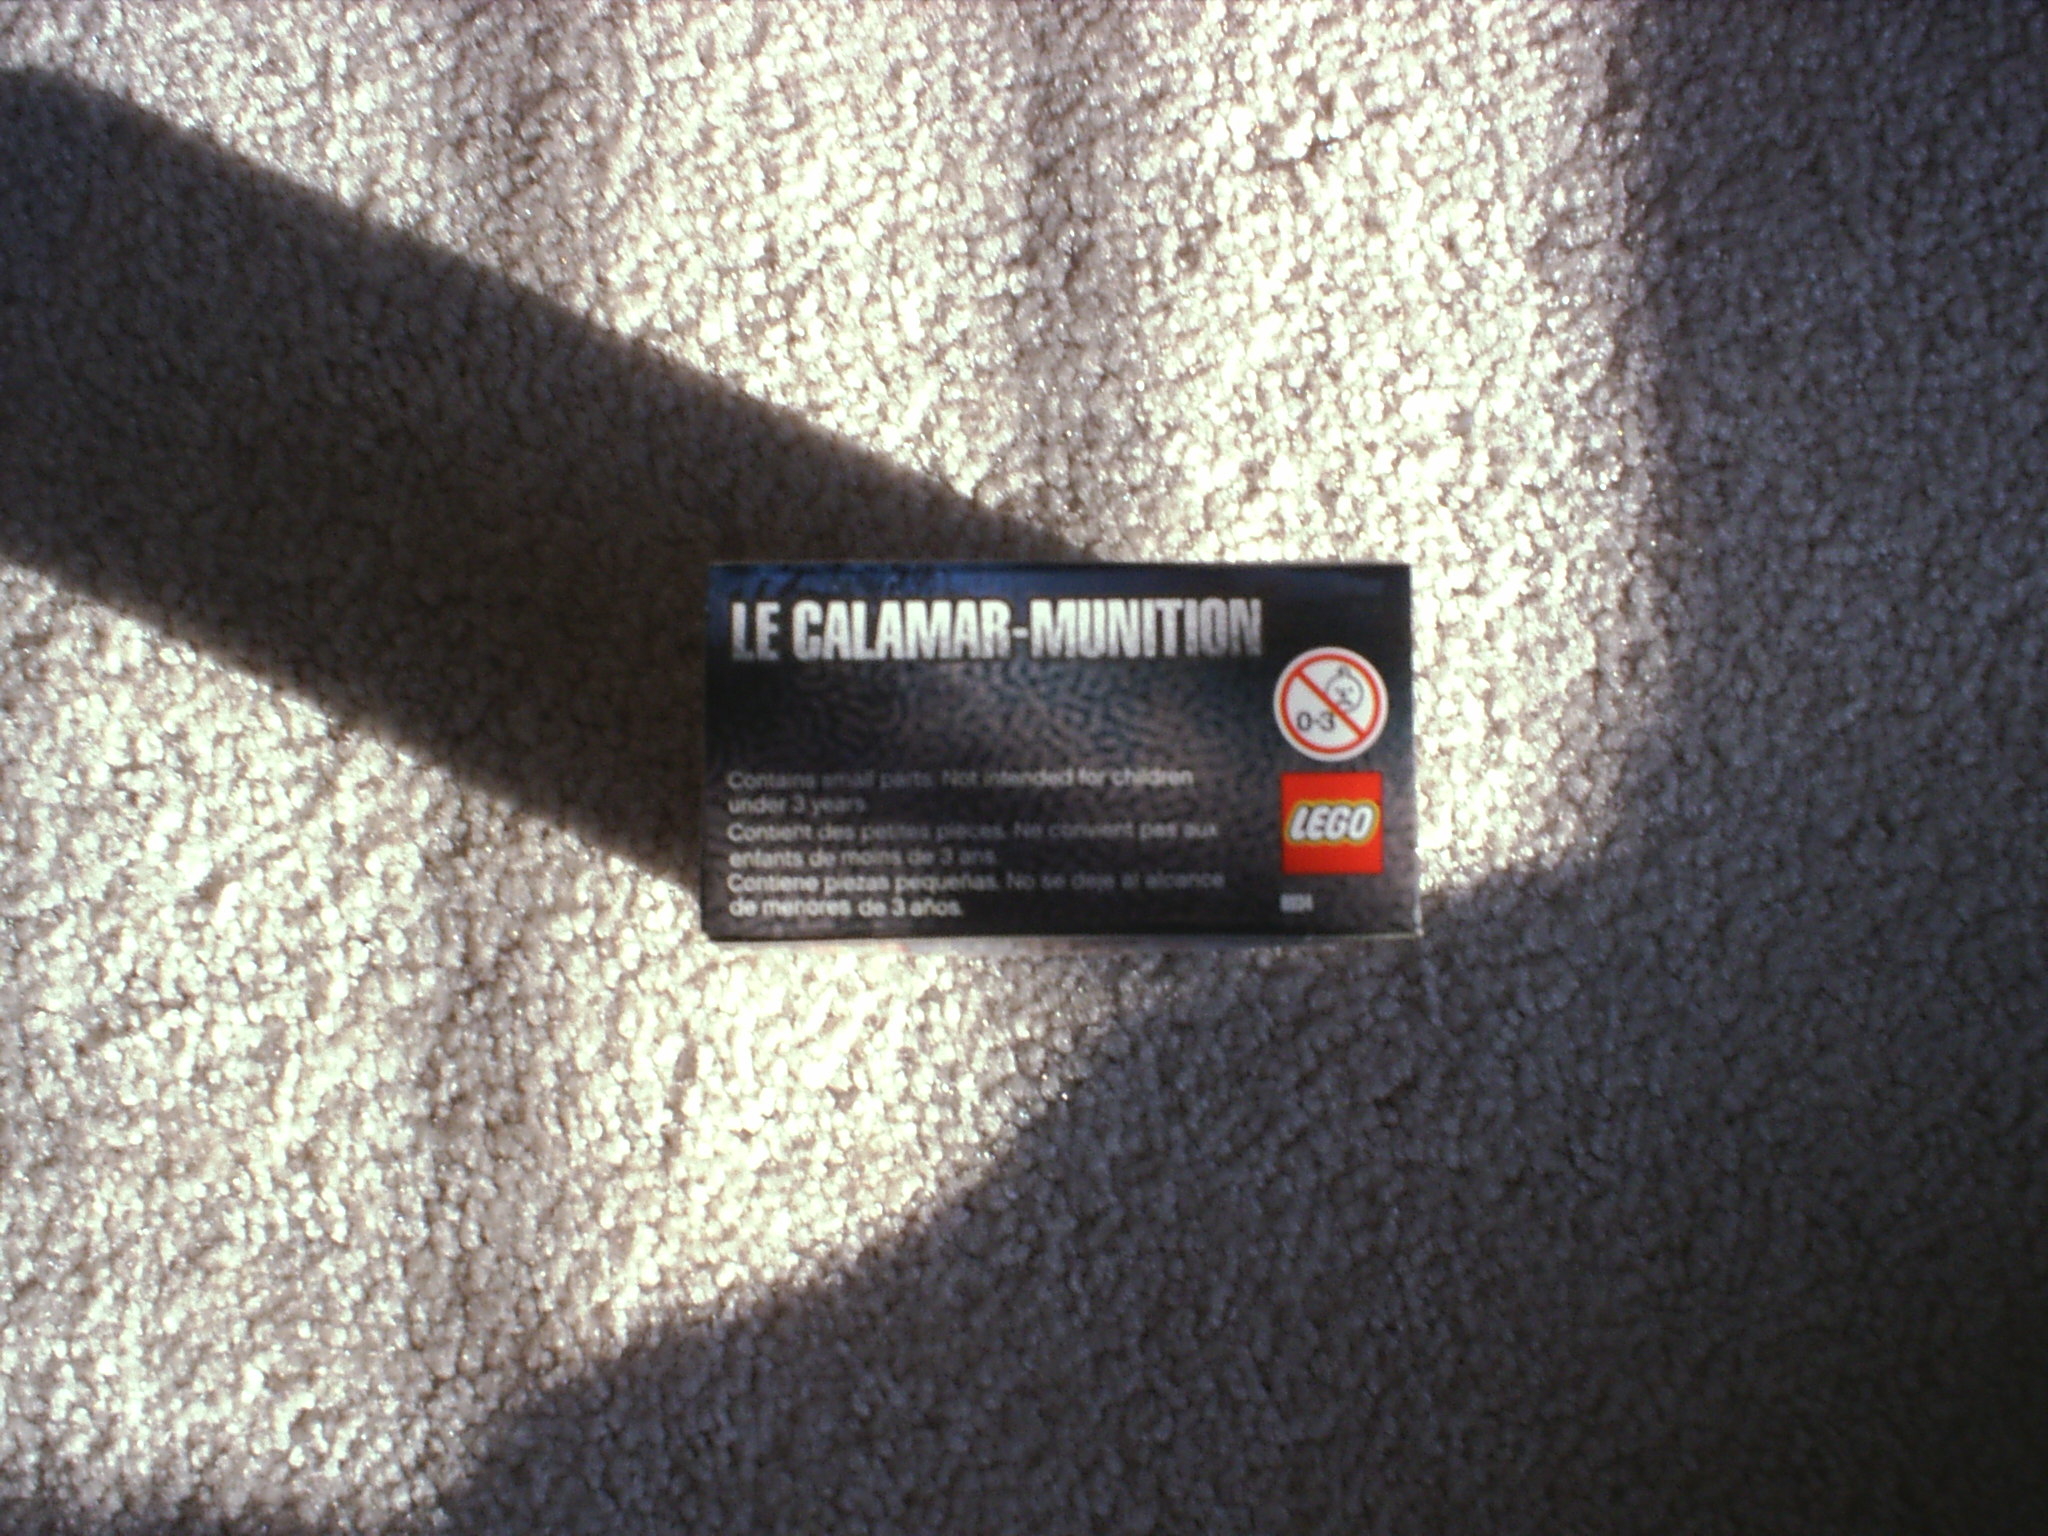 LE CALAMAR-MUNITION
0-3
Contains small parts. Not intended for children
under 3 years
Contient des petites pièces. Ne convient pas aux
enfants de moins de 3 ans.
Contiene piezas pequeñas. No se deje al alcance
de menores de 3 años.
LEGO